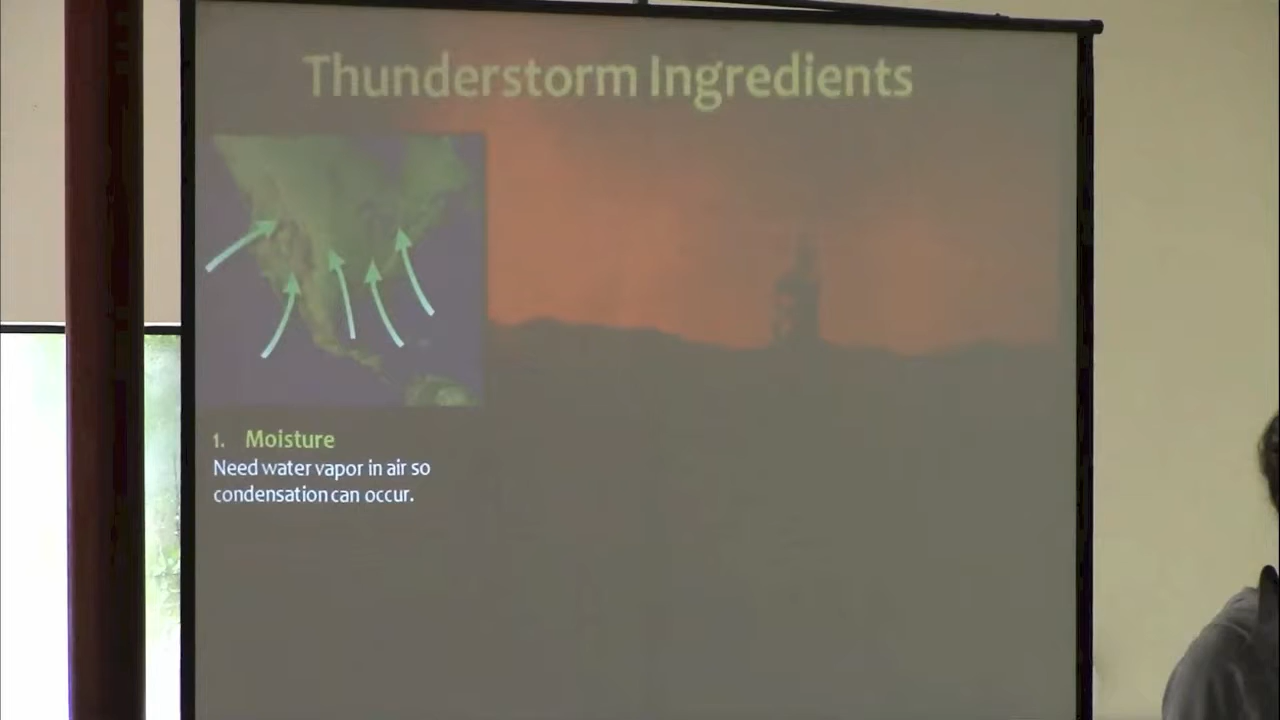 Thunderstorm Ingredients
1. Moisture
Need water vapor in air so
condensation can occur.